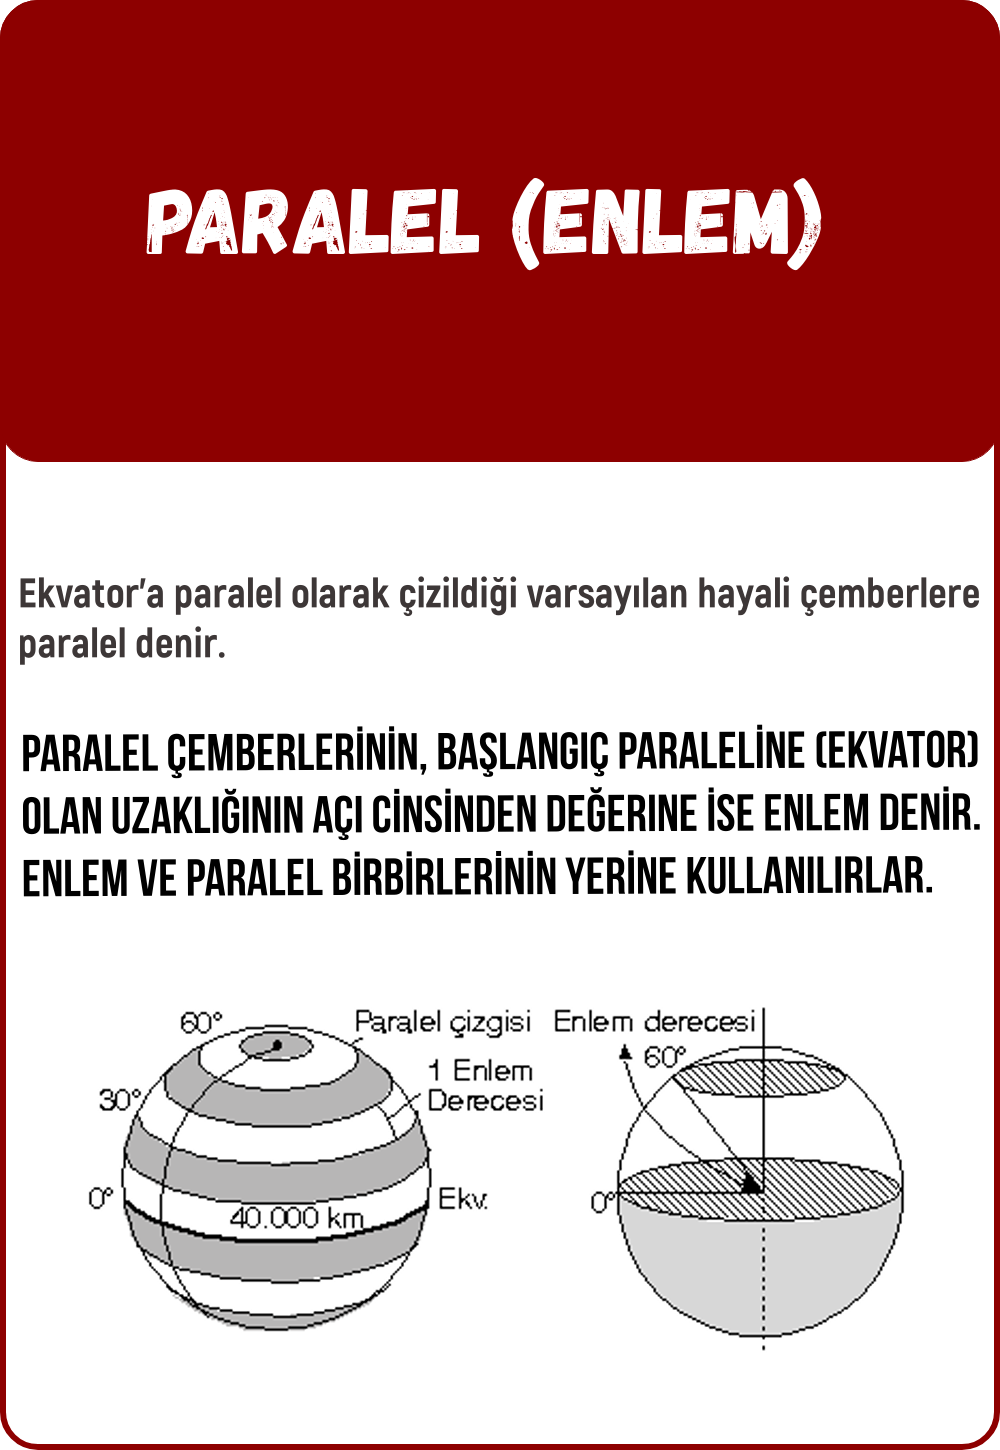 PARALEL (ENLEM)
Ekvator'a paralel olarak çizildiği varsayılan hayali çemberlere
paralel denir.
PARALEL ÇEMBERLERİNİN, BAŞLANGIÇ PARALELİNE (EKVATOR)
OLAN UZAKLIĞININ AÇI CİNSİNDEN DEĞERINE İSE ENLEM DENİR.
ENLEM VE PARALEL BİRBİRLERİNİN YERİNE KULLANILIRLAR.
60°
Paralel çizgisi
1 Enlem
Derecesi
30°
0°
40.000 km
Ekv.
Enlem derecesi
60°
0°